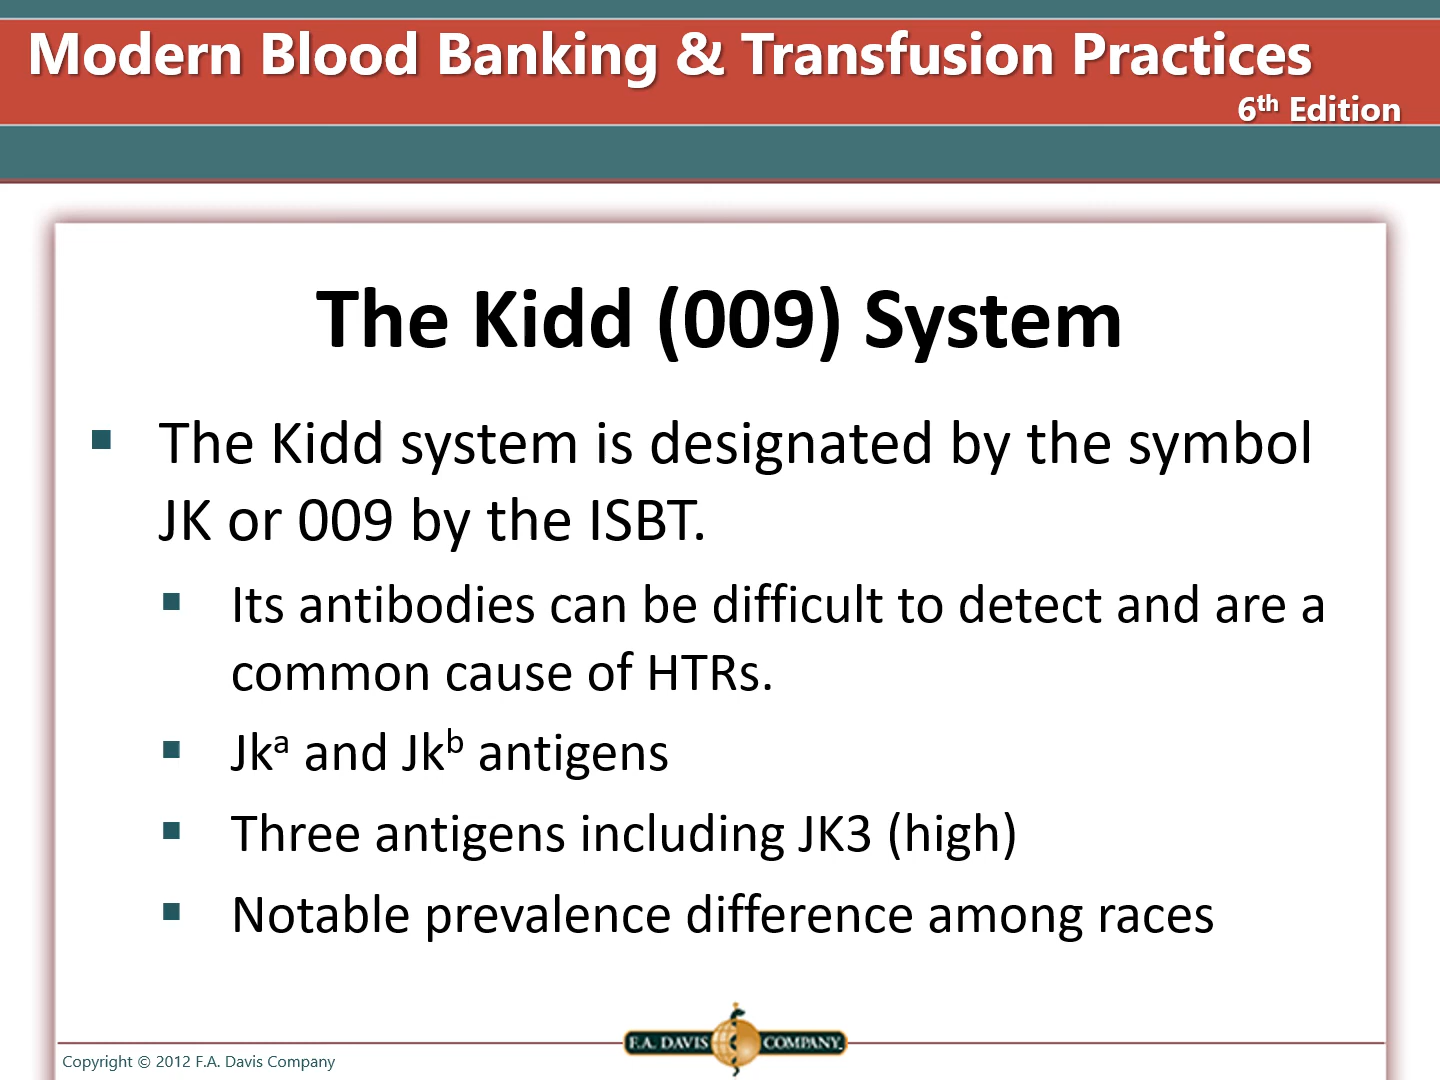 Modern Blood Banking & Transfusion Practices
6th Edition
The Kidd (009) System
▪ The Kidd system is designated by the symbol
JK or 009 by the ISBT.
▪ Its antibodies can be difficult to detect and are a
common cause of HTRs.
▪ Jkᵃ and Jkᵇ antigens
▪ Three antigens including JK3 (high)
▪ Notable prevalence difference among races
F.A. DAVIS COMPANY
Copyright © 2012 F.A. Davis Company